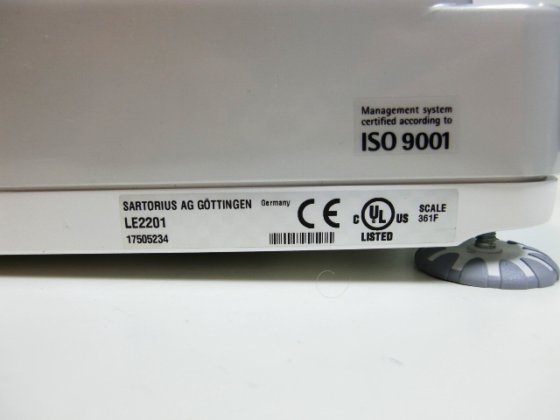 Management system
certified according to
ISO 9001
SARTORIUS AG GÖTTINGEN Germany
LE2201
17505234
CE
C UL US
LISTED
SCALE
361F